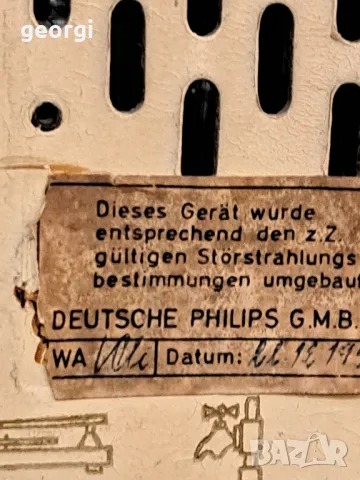 georgi
Dieses Gerät wurde
entsprechend den z.Z.
gültigen Störstrahlungs
bestimmungen umgebaut
DEUTSCHE PHILIPS G.M.B.
WA Datum:
BAZAR